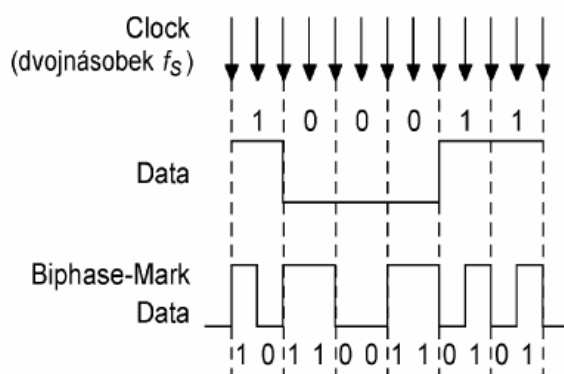 Clock
(dvojnásobek fS)
1 0 0 0 1 1
Data
Biphase-Mark
Data
1 0 1 1 0 0 1 1 0 1 0 1